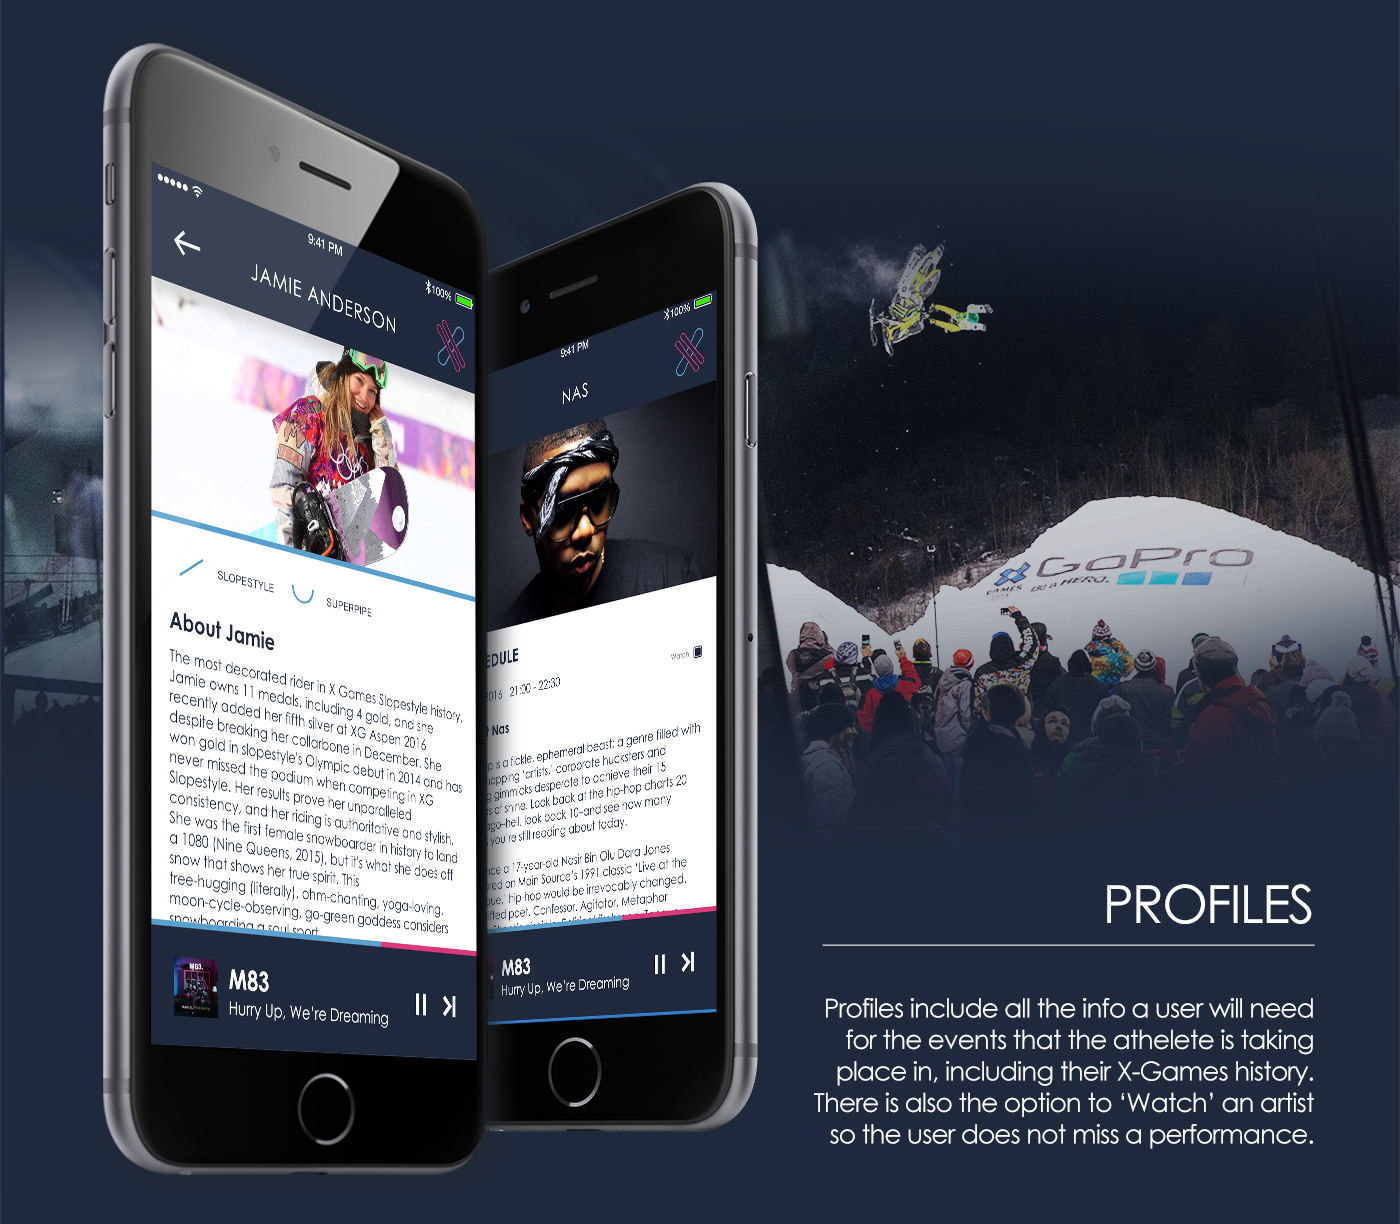 9:41 PM
100%
JAMIE ANDERSON
SLOPESTYLE
SUPERPIPE
About Jamie
The most decorated rider in X Games Slopestyle history,
Jamie owns 11 medals, including 4 gold, and she
recently added her fifth silver at XG Aspen 2016
despite breaking her collarbone in December. She
won gold in slopestyle's Olympic debut in 2014 and has
never missed the podium when competing in XG
Slopestyle. Her results prove her unparalleled
consistency, and her riding is authoritative and stylish.
She was the first female snowboarder in history to land
a 1080 (Nine Queens, 2015), but it's what she does off
snow that shows her true spirit. This
tree-hugging (literally), ohm-chanting, yoga-loving,
moon-cycle-observing, go-green goddess considers
snowboarding a soul sport.
M83
Hurry Up, We're Dreaming
9:41 PM
100%
NAS
EDULE
Watch
2016 21:00 - 22:30
t Nas
p is a fickle, ephemeral beast; a genre filled with
'artists,' corporate hucksters and
gimmicks desperate to achieve their 15
of shine. Look back at the hip-hop charts 20
ago–hell, look back 10–and see how many
you're still reading about today.
a 17-year-old Nasir Bin Olu Dara Jones
on Main Source's 1991 classic 'Live at the
hip-hop would be irrevocably changed.
poet. Confessor. Agitator. Metaphor
M83
Hurry Up, We're Dreaming
GoPro
GAMES
Be a HERO.
PROFILES
Profiles include all the info a user will need
for the events that the athelete is taking
place in, including their X-Games history.
There is also the option to ‘Watch’ an artist
so the user does not miss a performance.